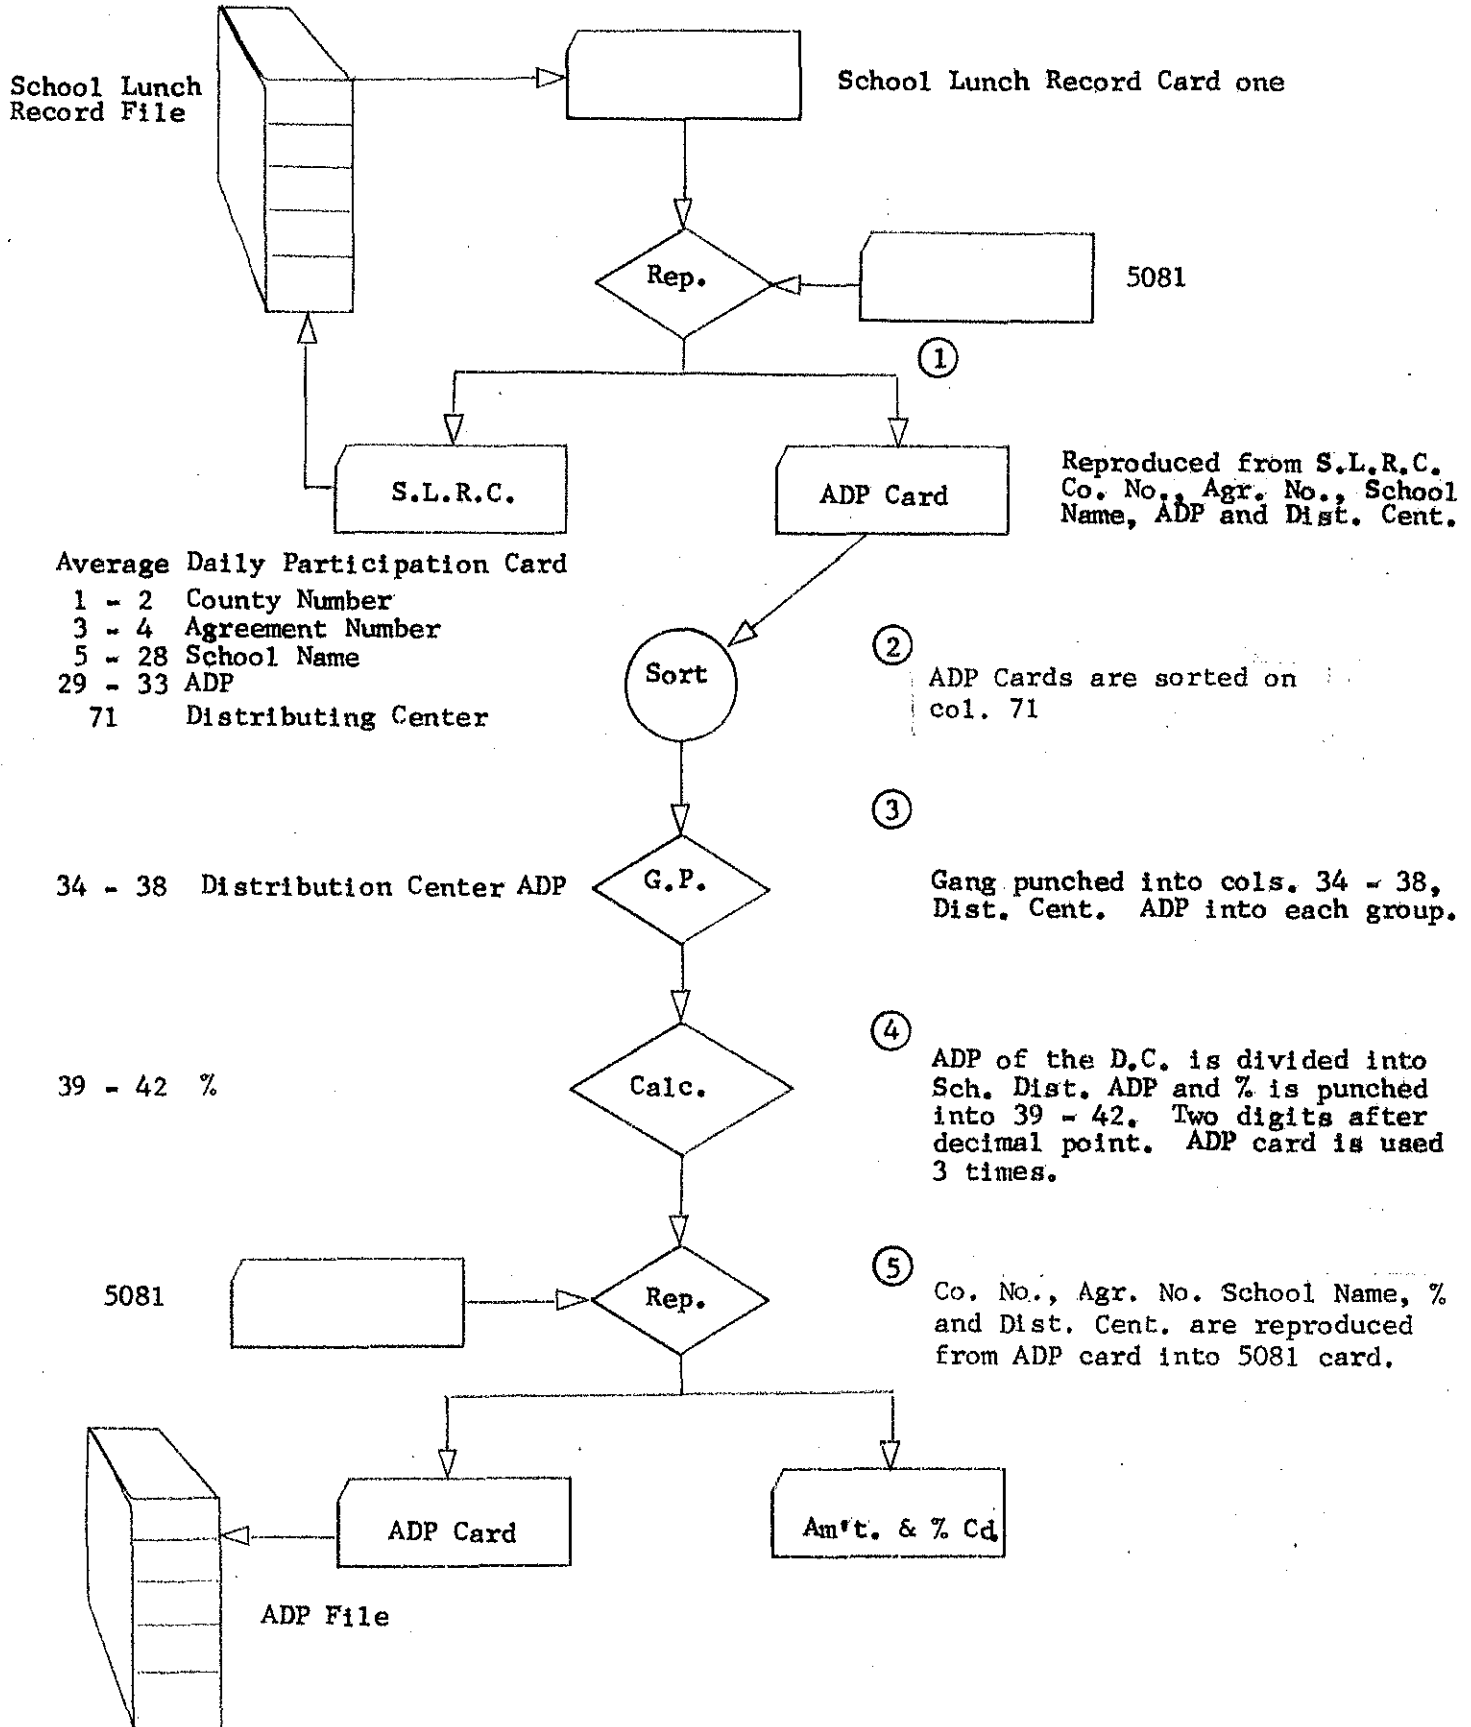 School Lunch
Record File
School Lunch Record Card one
Rep.
5081
1
S.L.R.C.
ADP Card
Reproduced from S.L.R.C.
Co. No., Agr. No., School
Name, ADP and Dist. Cent.
Average Daily Participation Card
1 - 2 County Number
3 - 4 Agreement Number
5 - 28 School Name
29 - 33 ADP
71 Distributing Center
Sort
2
ADP Cards are sorted on
col. 71
3
34 - 38 Distribution Center ADP
G.P.
Gang punched into cols. 34 - 38,
Dist. Cent. ADP into each group.
4
39 - 42 %
Calc.
ADP of the D.C. is divided into
Sch. Dist. ADP and % is punched
into 39 - 42. Two digits after
decimal point. ADP card is used
3 times.
5
5081
Rep.
Co. No., Agr. No. School Name, %
and Dist. Cent. are reproduced
from ADP card into 5081 card.
ADP Card
Am't. & % Cd.
ADP File